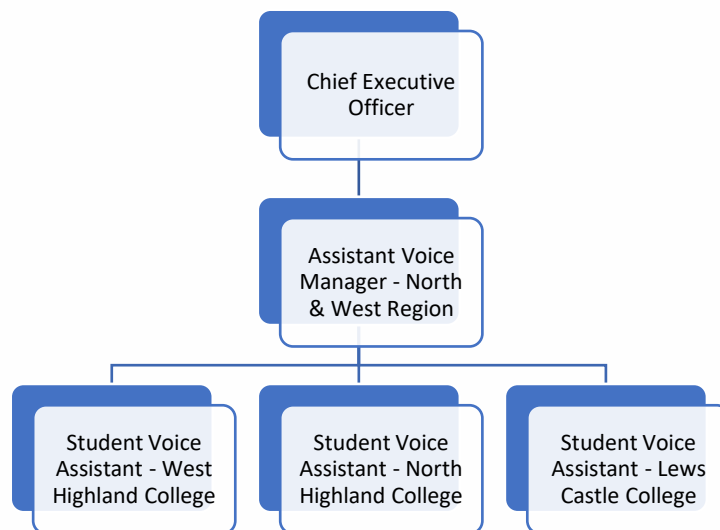 Chief Executive
Officer
Assistant Voice
Manager - North
& West Region
Student Voice
Assistant - West
Highland College
Student Voice
Assistant - North
Highland College
Student Voice
Assistant - Lews
Castle College